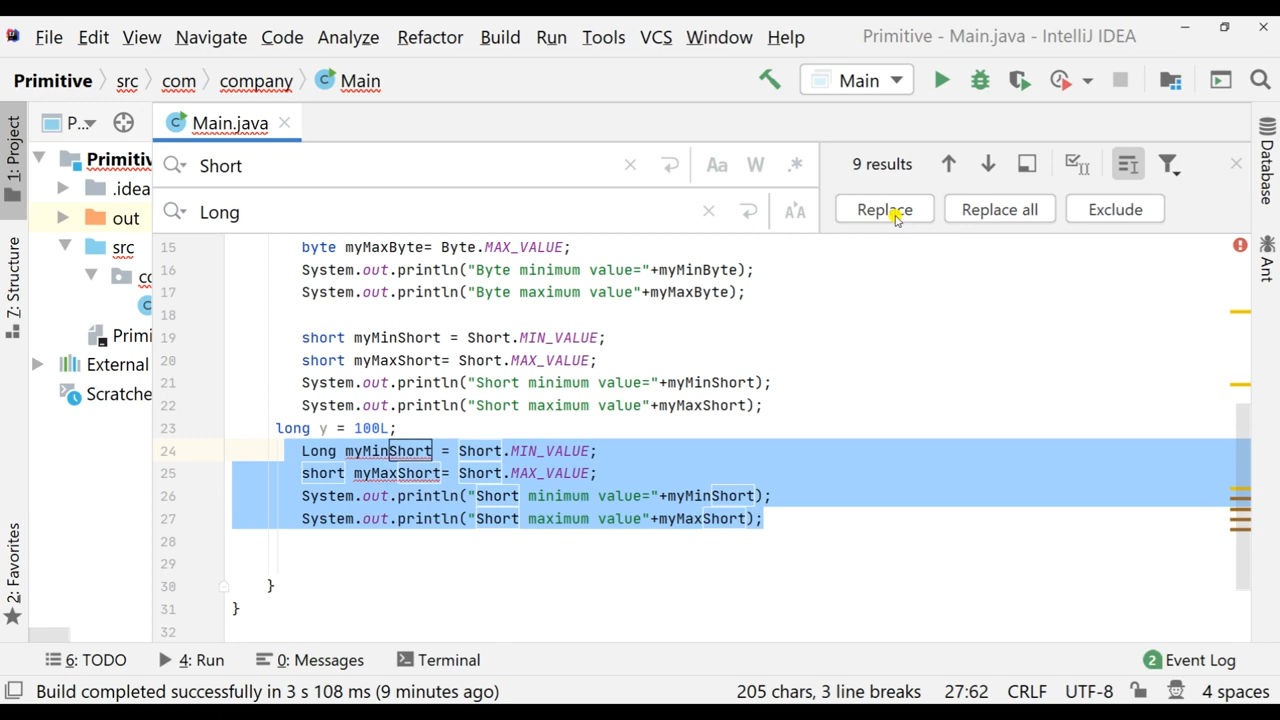 File Edit View Navigate Code Analyze Refactor Build Run Tools VCS Window Help Primitive - Main.java - IntelliJ IDEA
Primitive src com company Main Main
1: Project
P... Main.java
Short 9 results
Long Replace Replace all Exclude
Primitiv
.idea
out
src
co
Primi
External
Scratche
15 byte myMaxByte= Byte.MAX_VALUE;
16 System.out.println("Byte minimum value="+myMinByte);
17 System.out.println("Byte maximum value"+myMaxByte);
18
19 short myMinShort = Short.MIN_VALUE;
20 short myMaxShort= Short.MAX_VALUE;
21 System.out.println("Short minimum value="+myMinShort);
22 System.out.println("Short maximum value"+myMaxShort);
23 long y = 100L;
24 Long myMinShort = Short.MIN_VALUE;
25 short myMaxShort= Short.MAX_VALUE;
26 System.out.println("Short minimum value="+myMinShort);
27 System.out.println("Short maximum value"+myMaxShort);
28
29
30 }
31 }
32
7: Structure
2: Favorites
Database
Ant
6: TODO 4: Run 0: Messages Terminal 2 Event Log
Build completed successfully in 3 s 108 ms (9 minutes ago) 205 chars, 3 line breaks 27:62 CRLF UTF-8 4 spaces